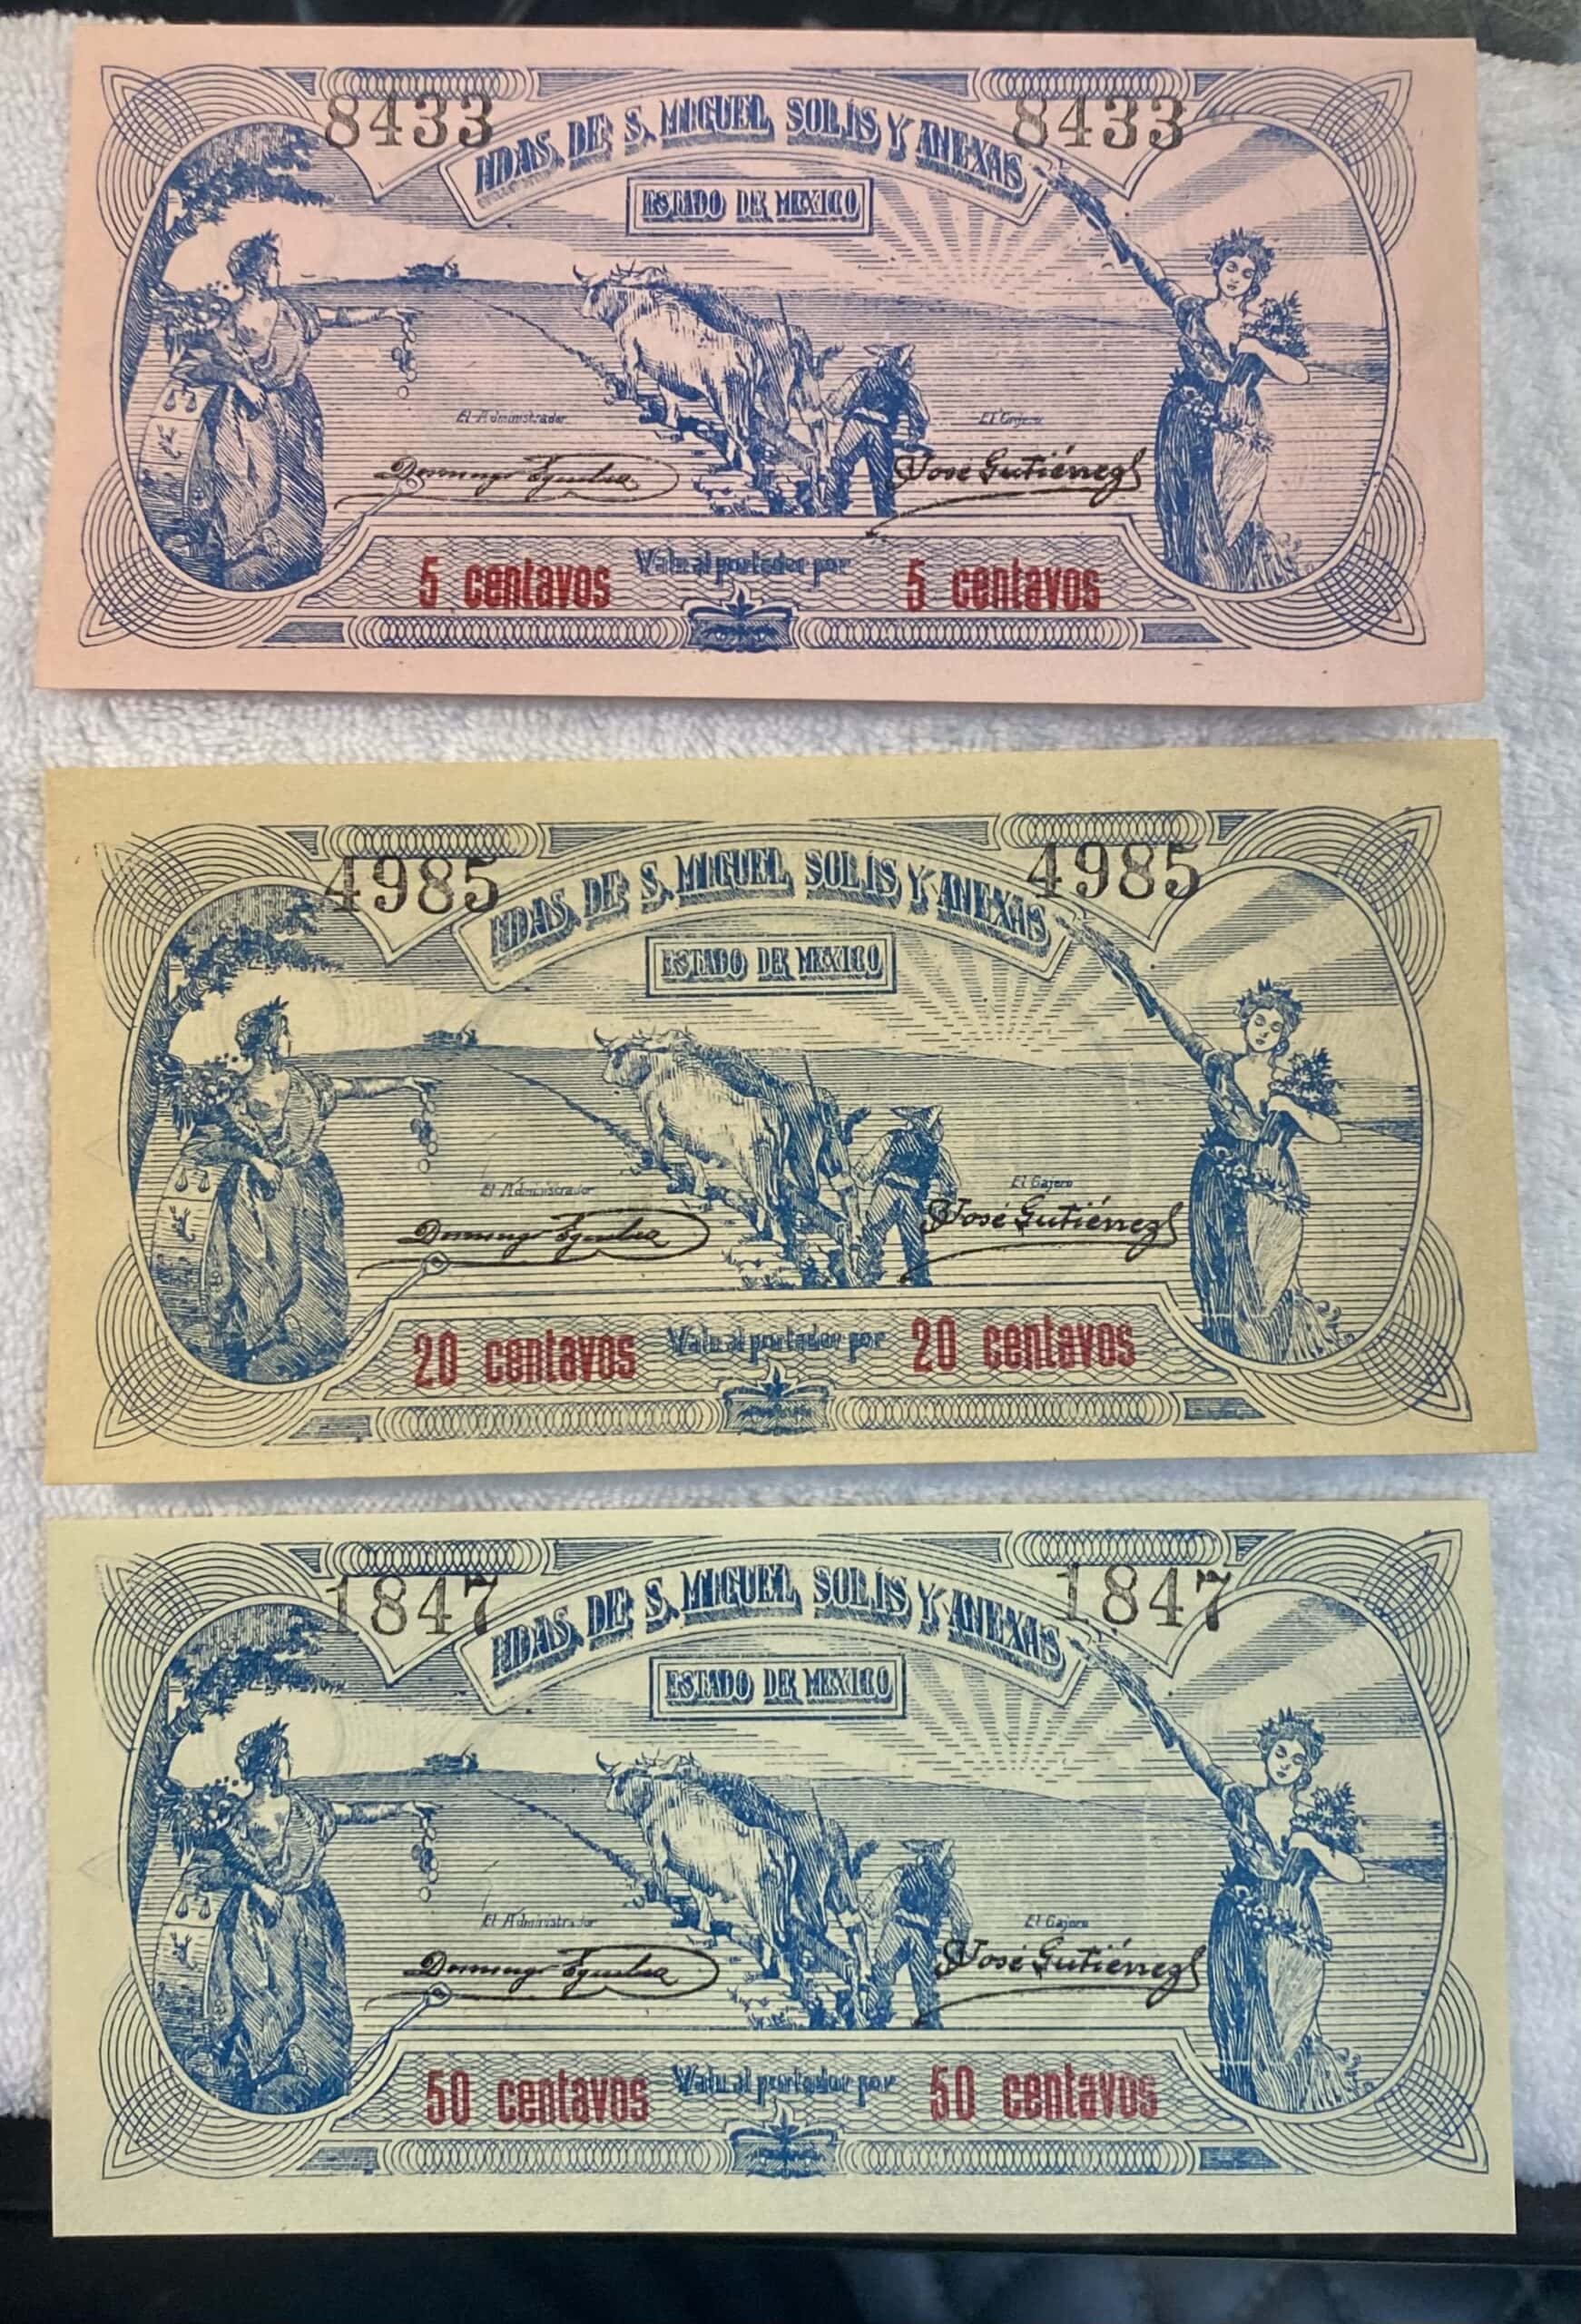 8433 8433
HDAS. DE S. MIGUEL SOLIS Y ANEXAS
ESTADO DE MEXICO
El Administrador El Cajero
Domingo José Gutiérrez
Vale al portador por
5 centavos 5 centavos
4985 4985
HDAS. DE S. MIGUEL SOLIS Y ANEXAS
ESTADO DE MEXICO
El Administrador El Cajero
Domingo José Gutiérrez
20 centavos Vale al portador por 20 centavos
1847 1847
HDAS. DE S. MIGUEL SOLIS Y ANEXAS
ESTADO DE MEXICO
El Administrador El Cajero
Domingo José Gutiérrez
50 centavos Vale al portador por 50 centavos